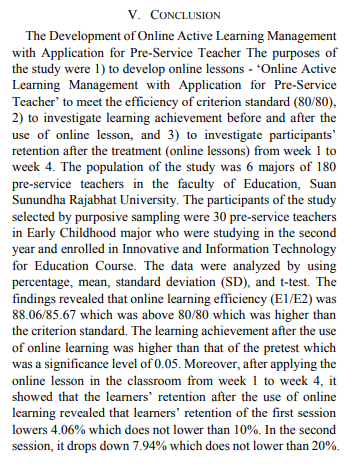 V. CONCLUSION
The Development of Online Active Learning Management
with Application for Pre-Service Teacher The purposes of
the study were 1) to develop online lessons - ‘Online Active
Learning Management with Application for Pre-Service
Teacher’ to meet the efficiency of criterion standard (80/80),
2) to investigate learning achievement before and after the
use of online lesson, and 3) to investigate participants’
retention after the treatment (online lessons) from week 1 to
week 4. The population of the study was 6 majors of 180
pre-service teachers in the faculty of Education, Suan
Sunundha Rajabhat University. The participants of the study
selected by purposive sampling were 30 pre-service teachers
in Early Childhood major who were studying in the second
year and enrolled in Innovative and Information Technology
for Education Course. The data were analyzed by using
percentage, mean, standard deviation (SD), and t-test. The
findings revealed that online learning efficiency (E1/E2) was
88.06/85.67 which was above 80/80 which was higher than
the criterion standard. The learning achievement after the use
of online learning was higher than that of the pretest which
was a significance level of 0.05. Moreover, after applying the
online lesson in the classroom from week 1 to week 4, it
showed that the learners’ retention after the use of online
learning revealed that learners’ retention of the first session
lowers 4.06% which does not lower than 10%. In the second
session, it drops down 7.94% which does not lower than 20%.